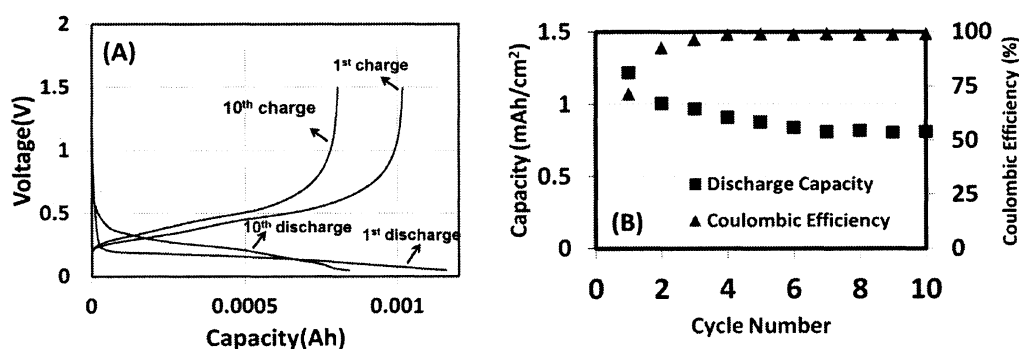 (A)
Voltage(V)
2
1.5
1
0.5
0
1st charge
10th charge
10th discharge
1st discharge
0
0.0005
0.001
Capacity(Ah)
(B)
Capacity (mAh/cm²)
1.5
1
0.5
0
Discharge Capacity
Coulombic Efficiency
100
75
50
25
0
Coulombic Efficiency (%)
0
2
4
6
8
10
Cycle Number